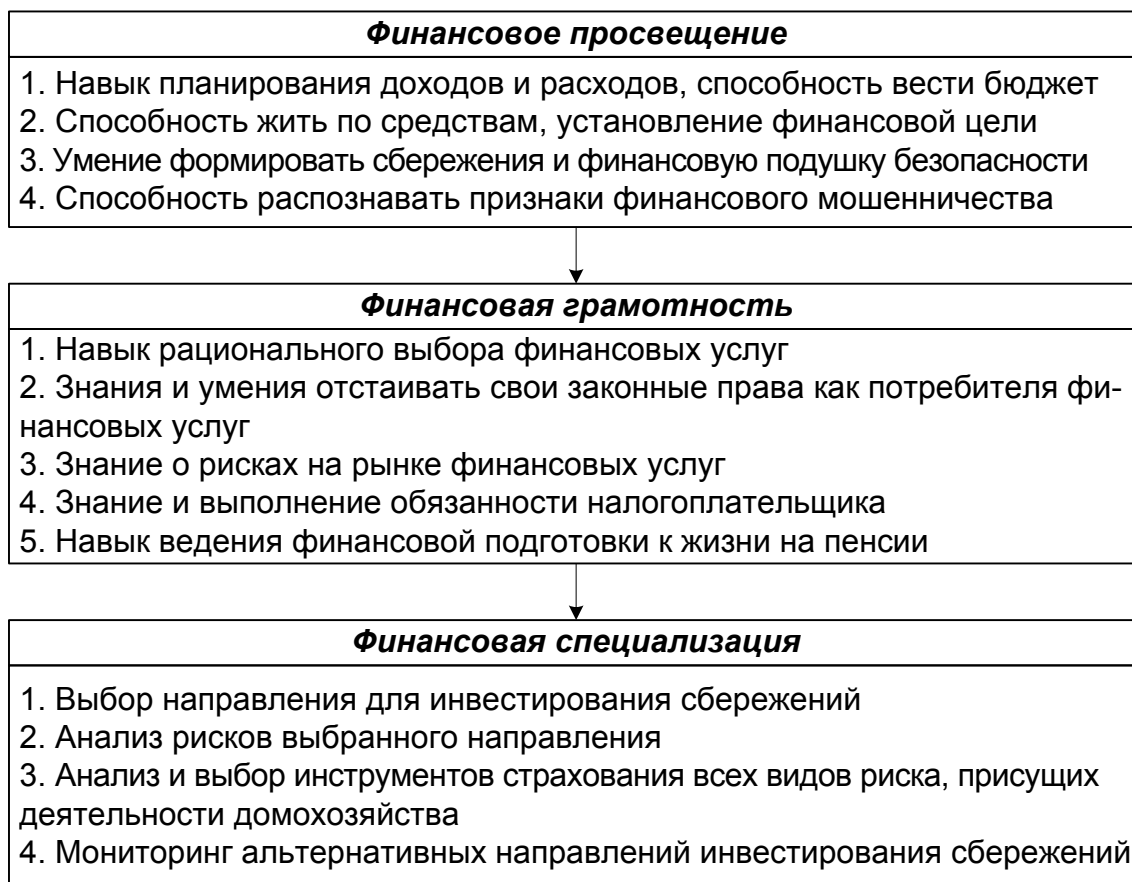 Финансовое просвещение
1. Навык планирования доходов и расходов, способность вести бюджет
2. Способность жить по средствам, установление финансовой цели
3. Умение формировать сбережения и финансовую подушку безопасности
4. Способность распознавать признаки финансового мошенничества
Финансовая грамотность
1. Навык рационального выбора финансовых услуг
2. Знания и умения отстаивать свои законные права как потребителя фи-
нансовых услуг
3. Знание о рисках на рынке финансовых услуг
4. Знание и выполнение обязанности налогоплательщика
5. Навык ведения финансовой подготовки к жизни на пенсии
Финансовая специализация
1. Выбор направления для инвестирования сбережений
2. Анализ рисков выбранного направления
3. Анализ и выбор инструментов страхования всех видов риска, присущих
деятельности домохозяйства
4. Мониторинг альтернативных направлений инвестирования сбережений